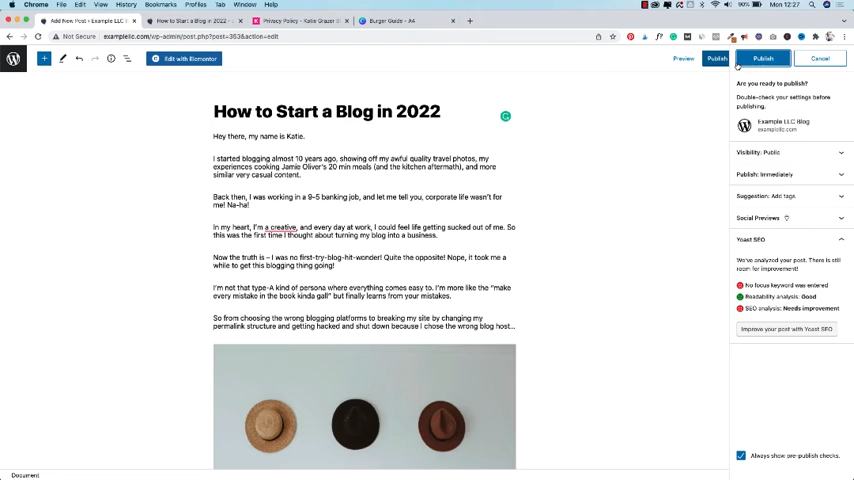 Chrome File Edit View History Bookmarks Profiles Tab Window Help
90% Mon 12:27
Add New Post ‹ Example LLC B
How to Start a Blog in 2022 -
Privacy Policy - Katie Grazer Bl
Burger Guide - A4
Not Secure examplellc.com/wp-admin/post.php?post=353&action=edit
Edit with Elementor
Preview
Publish
Publish
Cancel
How to Start a Blog in 2022
Hey there, my name is Katie.
I started blogging almost 10 years ago, showing off my awful quality travel photos, my
experiences cooking Jamie Oliver's 20 min meals (and the kitchen aftermath), and more
similar very casual content.
Back then, I was working in a 9–5 banking job, and let me tell you, corporate life wasn't for
me! Na-ha!
In my heart, I'm a creative, and every day at work, I could feel life getting sucked out of me. So
this was the first time I thought about turning my blog into a business.
Now the truth is – I was no first-try-blog-hit-wonder! Quite the opposite! Nope, it took me a
while to get this blogging thing going!
I'm not that type-A kind of persona where everything comes easy to. I'm more like the "make
every mistake in the book kinda gall" but finally learns from your mistakes.
So from choosing the wrong blogging platforms to breaking my site by changing my
permalink structure and getting hacked and shut down because I chose the wrong blog host...
Are you ready to publish?
Double-check your settings before
publishing.
Example LLC Blog
examplellc.com
Visibility: Public
Publish: Immediately
Suggestion: Add tags
Social Previews
Yoast SEO
We've analyzed your post. There is still
room for improvement!
No focus keyword was entered
Readability analysis: Good
SEO analysis: Needs improvement
Improve your post with Yoast SEO
Always show pre-publish checks.
Document